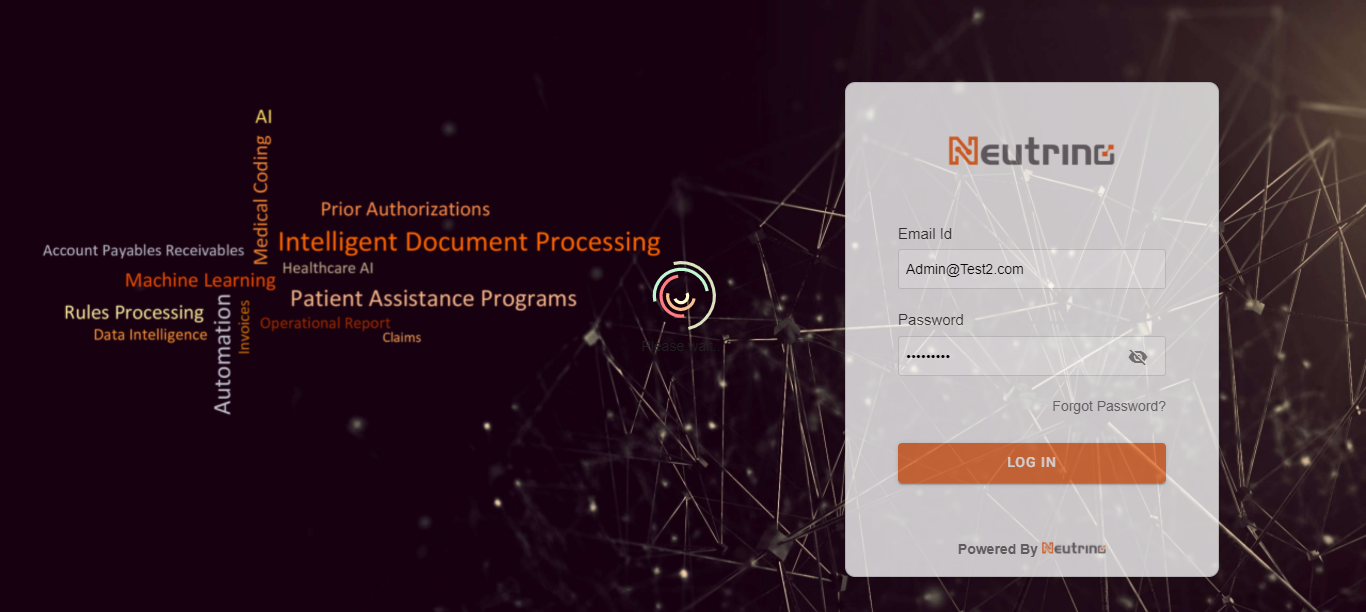 AI
Medical Coding
Prior Authorizations
Intelligent Document Processing
Account Payables Receivables
Healthcare AI
Machine Learning
Patient Assistance Programs
Rules Processing
Automation
Invoices
Operational Report
Data Intelligence
Claims
Please wait...
Neutrino
Email Id
Admin@Test2.com
Password
•••••••••
Forgot Password?
LOG IN
Powered By Neutrino